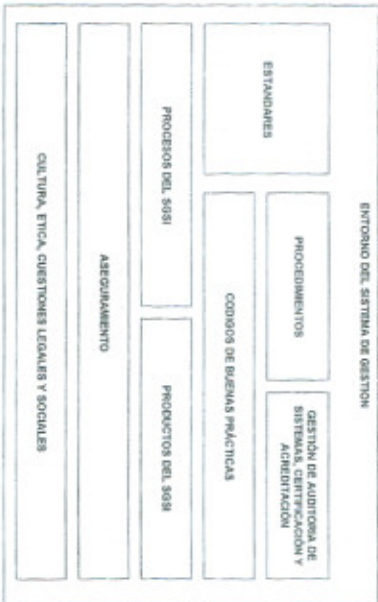 ENTORNO DEL SISTEMA DE GESTION
ESTANDARES
PROCEDIMIENTOS
GESTIÓN DE AUDITORIA DE
SISTEMAS, CERTIFICACIÓN Y
ACREDITACIÓN
CODIGOS DE BUENAS PRÁCTICAS
PROCESOS DEL SGSI
PRODUCTOS DEL SGSI
ASEGURAMIENTO
CULTURA, ETICA, CUESTIONES LEGALES Y SOCIALES